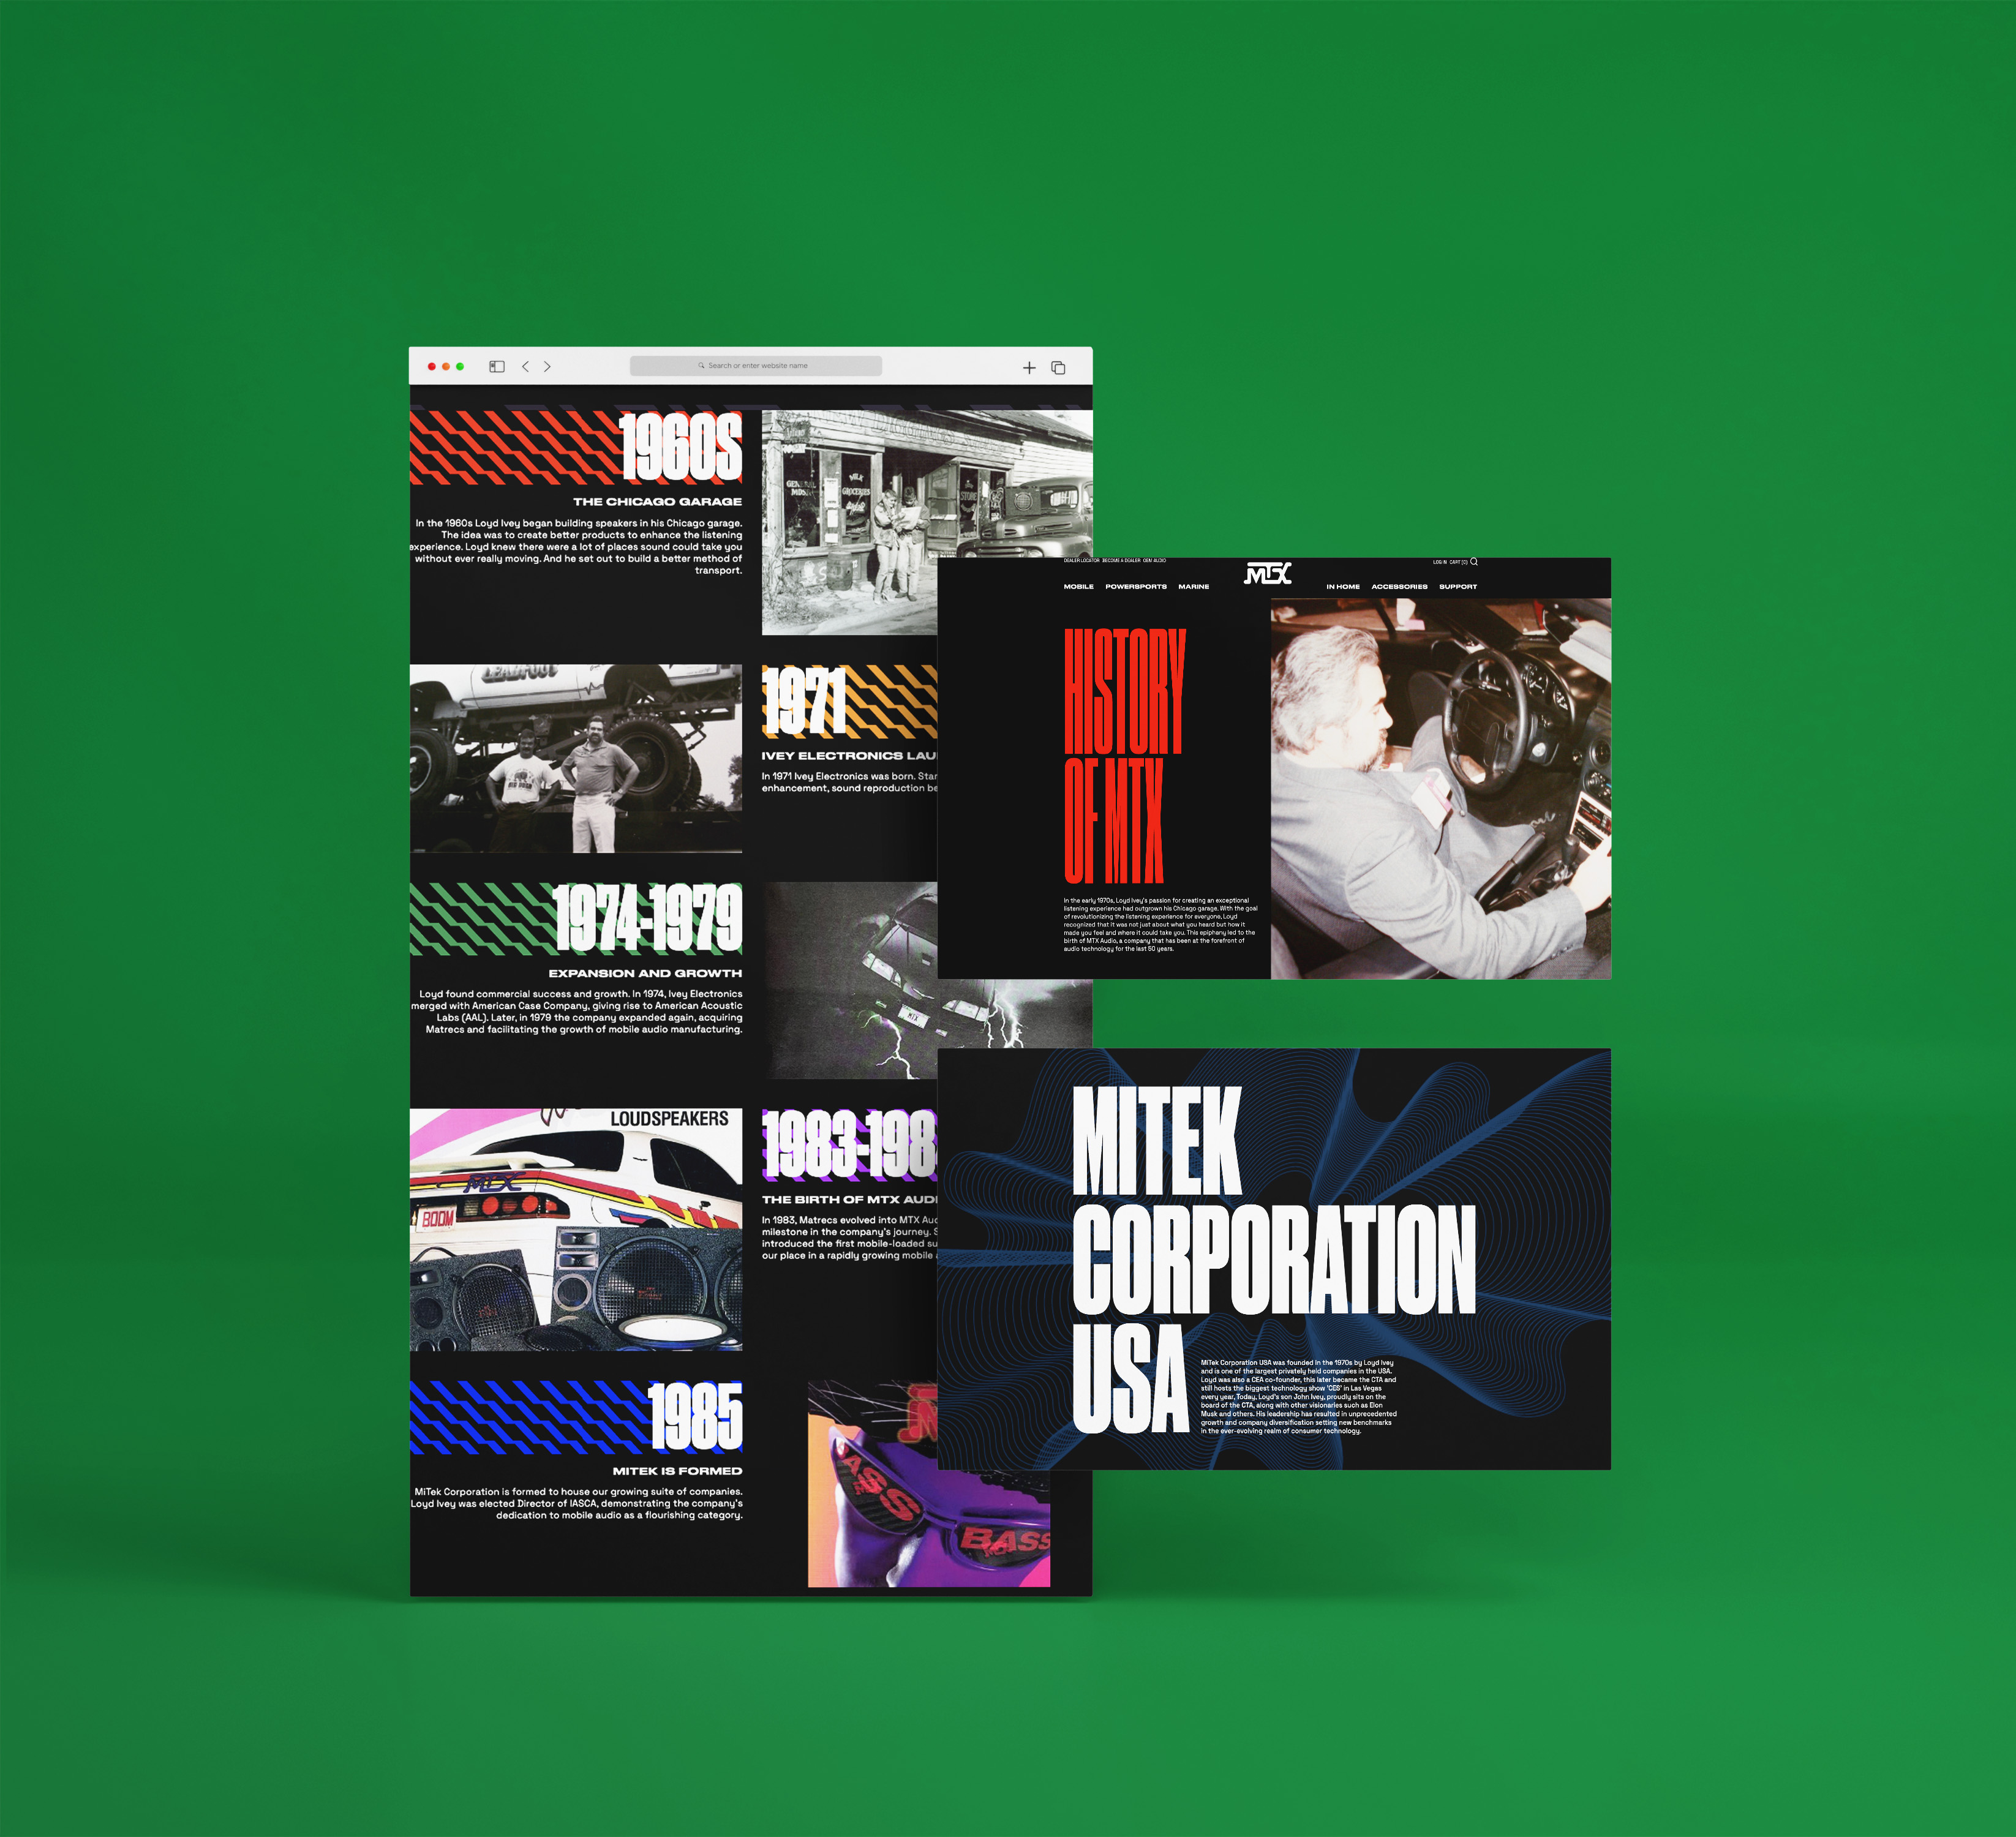 Search or enter website name
1960S
THE CHICAGO GARAGE
In the 1960s Loyd Ivey began building speakers in his Chicago garage.
The idea was to create better products to enhance the listening
experience. Loyd knew there were a lot of places sound could take you
without ever really moving. And he set out to build a better method of
transport.
MILK
GROCERIES
STORE
LEADFOOT
1971
IVEY ELECTRONICS LAU
In 1971 Ivey Electronics was born. Star
enhancement, sound reproduction be
1974-1979
EXPANSION AND GROWTH
Loyd found commercial success and growth. In 1974, Ivey Electronics
merged with American Case Company, giving rise to American Acoustic
Labs (AAL). Later, in 1979 the company expanded again, acquiring
Matrecs and facilitating the growth of mobile audio manufacturing.
MTX
LOUDSPEAKERS
MTX
BOOM
1983-198
THE BIRTH OF MTX AUDI
In 1983, Matrecs evolved into MTX Aud
milestone in the company's journey. S
introduced the first mobile-loaded su
our place in a rapidly growing mobile
1985
MITEK IS FORMED
MiTek Corporation is formed to house our growing suite of companies.
Loyd Ivey was elected Director of IASCA, demonstrating the company's
dedication to mobile audio as a flourishing category.
BASS
BASS
DEALER LOCATOR BECOME A DEALER OEM AUDIO
MTX
LOG IN CART (0)
MOBILE POWERSPORTS MARINE
IN HOME ACCESSORIES SUPPORT
HISTORY
OF MTX
In the early 1970s, Loyd Ivey's passion for creating an exceptional
listening experience had outgrown his Chicago garage. With the goal
of revolutionizing the listening experience for everyone, Loyd
recognized that it was not just about what you heard but how it
made you feel and where it could take you. This epiphany led to the
birth of MTX Audio, a company that has been at the forefront of
audio technology for the last 50 years.
MITEK
CORPORATION
USA
MiTek Corporation USA was founded in the 1970s by Loyd Ivey
and is one of the largest privately held companies in the USA.
Loyd was also a CEA co-founder, this later became the CTA and
still hosts the biggest technology show 'CES' in Las Vegas
every year. Today, Loyd's son John Ivey, proudly sits on the
board of the CTA, along with other visionaries such as Elon
Musk and others. His leadership has resulted in unprecedented
growth and company diversification setting new benchmarks
in the ever-evolving realm of consumer technology.